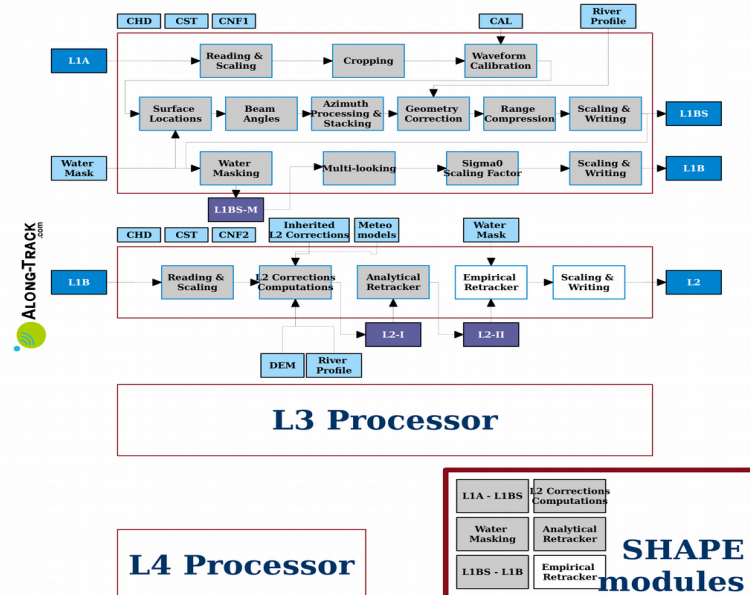 CHD CST CNF1 CAL River
Profile
L1A Reading & Cropping Waveform
Scaling Calibration
Surface Beam Azimuth Geometry Range Scaling & L1BS
Locations Angles Processing & Correction Compression Writing
Stacking
Water Water Multi-looking Sigma0 Scaling & L1B
Mask Masking Scaling Factor Writing
L1BS-M
ALONG-TRACK
.com
CHD CST CNF2 Inherited Meteo Water
L2 Corrections models Mask
L1B Reading & L2 Corrections Analytical Empirical Scaling & L2
Scaling Computations Retracker Retracker Writing
L2-I L2-II
DEM River
Profile
L3 Processor
L4 Processor
L1A - L1BS L2 Corrections
Computations
Water Analytical
Masking Retracker
L1BS - L1B Empirical
Retracker
SHAPE
modules